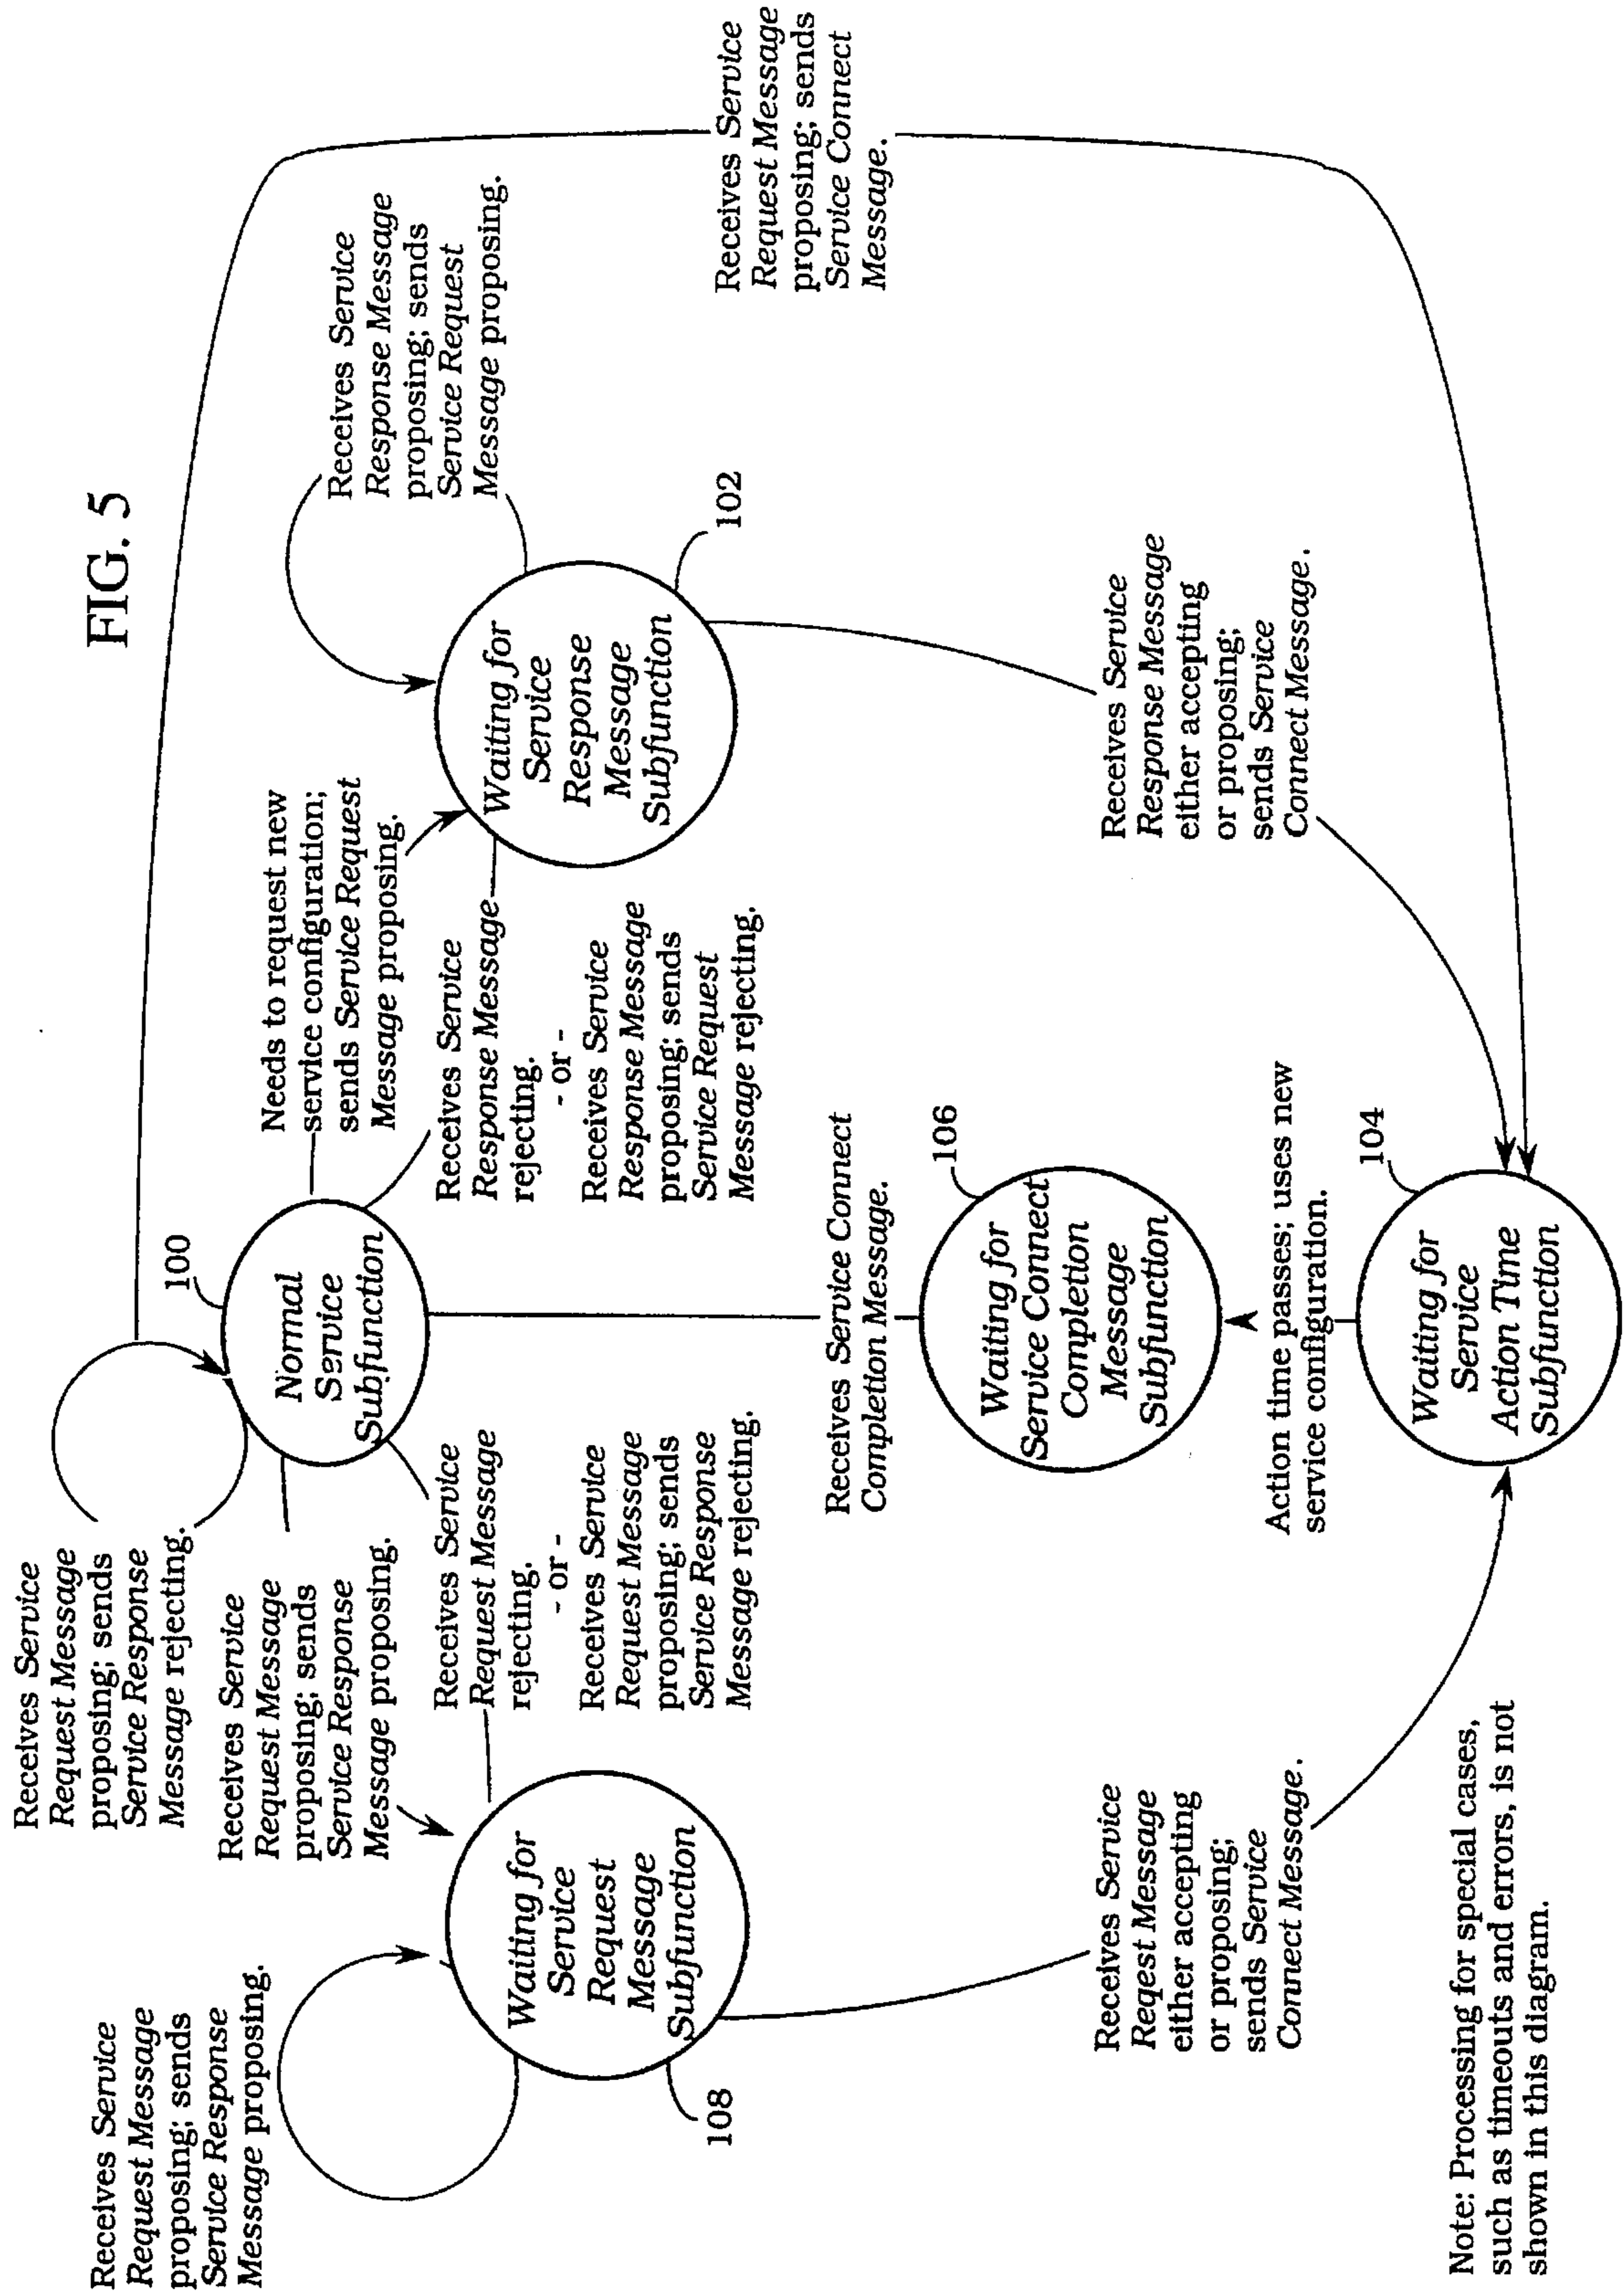 FIG. 5
Receives Service
Request Message
proposing; sends
Service Response
Message rejecting.
100
Normal
Service
Subfunction
Receives Service
Request Message
proposing; sends
Service Response
Message proposing.
Needs to request new
service configuration;
sends Service Request
Message proposing.
Receives Service
Response Message
proposing; sends
Service Request
Message proposing.
Receives Service
Request Message
proposing; sends
Service Response
Message proposing.
Receives Service
Request Message
rejecting.
- or -
Receives Service
Request Message
proposing; sends
Service Response
Message rejecting.
Receives Service
Response Message
rejecting.
- or -
Receives Service
Response Message
proposing; sends
Service Request
Message rejecting.
Waiting for
Service
Request
Message
Subfunction
108
Waiting for
Service
Response
Message
Subfunction
102
Receives Service
Request Message
proposing; sends
Service Connect
Message.
Receives Service Connect
Completion Message.
106
Waiting for
Service Connect
Completion
Message
Subfunction
Receives Service
Reqest Message
either accepting
or proposing;
sends Service
Connect Message.
Receives Service
Response Message
either accepting
or proposing;
sends Service
Connect Message.
Action time passes; uses new
service configuration.
104
Waiting for
Service
Action Time
Subfunction
Note: Processing for special cases,
such as timeouts and errors, is not
shown in this diagram.